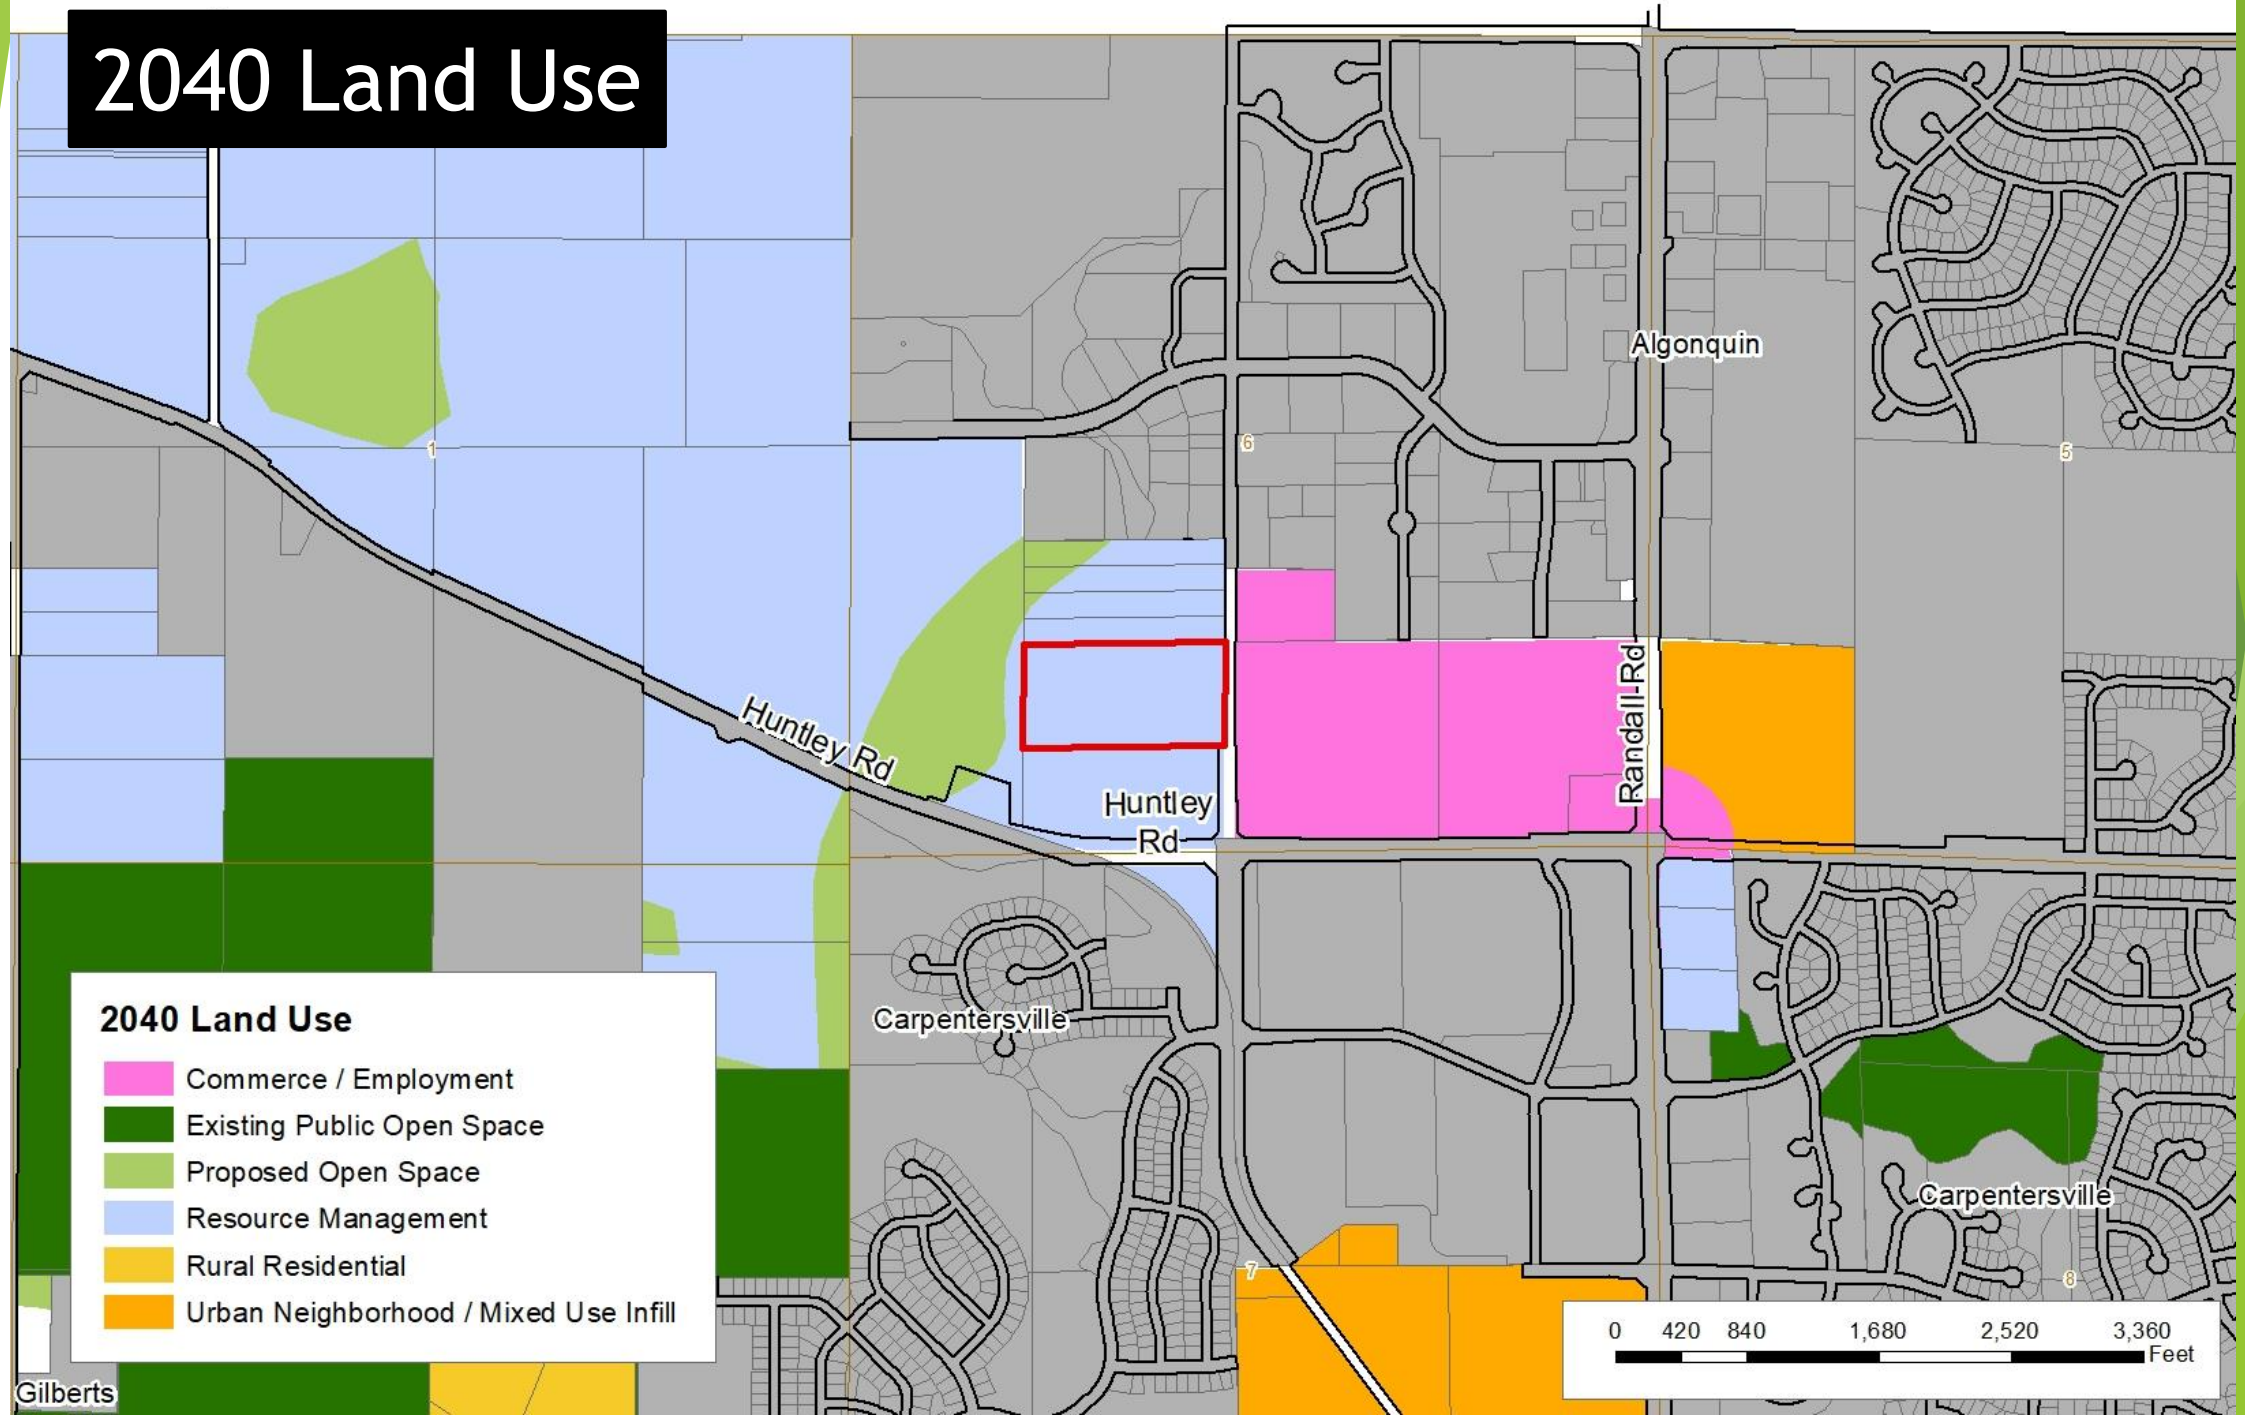 2040 Land Use
Algonquin
1
6
5
Huntley Rd
Randall Rd
Huntley
Rd
Carpentersville
Carpentersville
7
8
2040 Land Use
Commerce / Employment
Existing Public Open Space
Proposed Open Space
Resource Management
Rural Residential
Urban Neighborhood / Mixed Use Infill
0 420 840 1,680 2,520 3,360
Feet
Gilberts